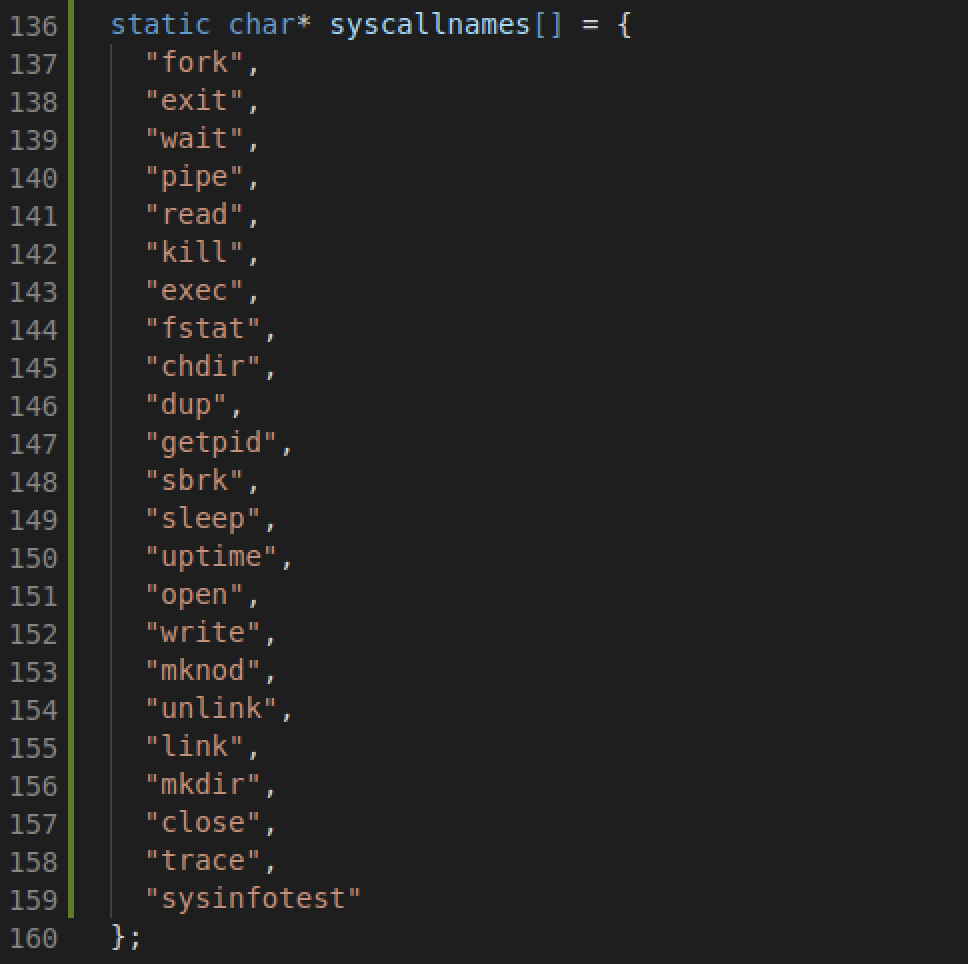 136 static char* syscallnames[] = {
137 "fork",
138 "exit",
139 "wait",
140 "pipe",
141 "read",
142 "kill",
143 "exec",
144 "fstat",
145 "chdir",
146 "dup",
147 "getpid",
148 "sbrk",
149 "sleep",
150 "uptime",
151 "open",
152 "write",
153 "mknod",
154 "unlink",
155 "link",
156 "mkdir",
157 "close",
158 "trace",
159 "sysinfotest"
160 };